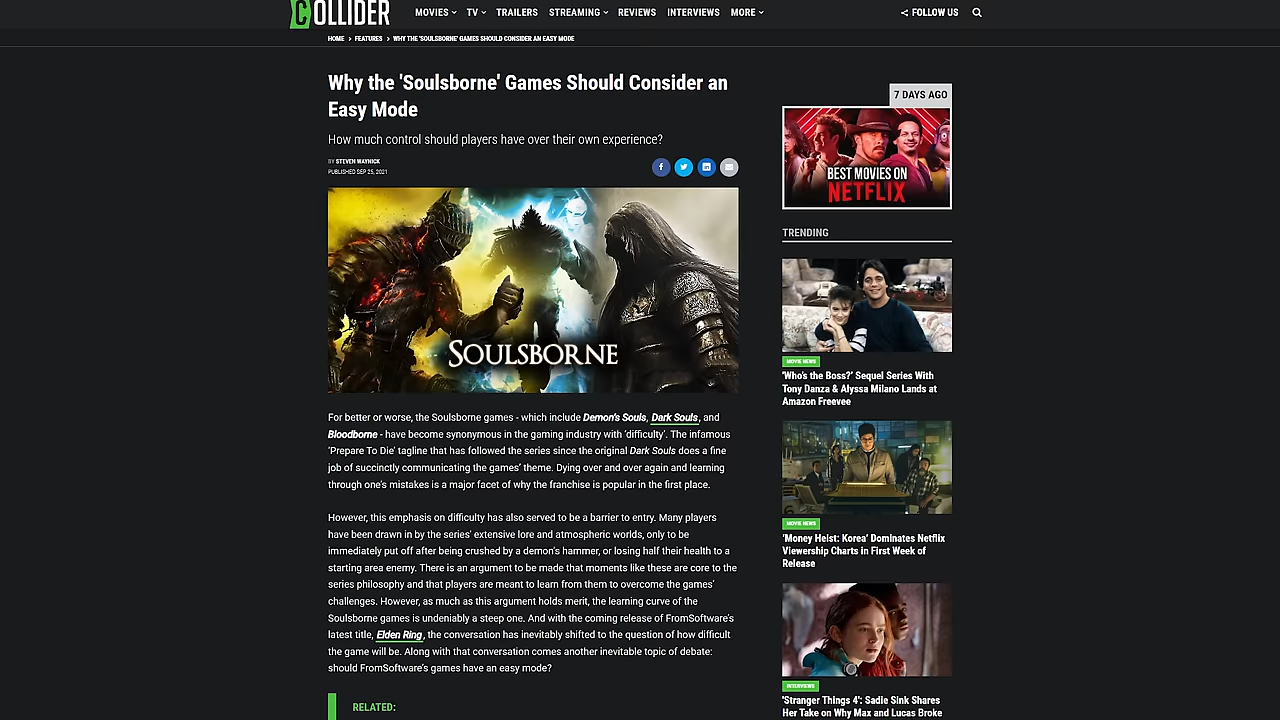 COLLIDER
MOVIES TV TRAILERS STREAMING REVIEWS INTERVIEWS MORE FOLLOW US
HOME > FEATURES > WHY THE 'SOULSBORNE' GAMES SHOULD CONSIDER AN EASY MODE
Why the 'Soulsborne' Games Should Consider an
Easy Mode
How much control should players have over their own experience?
BY STEVEN WAYNICK
PUBLISHED SEP 25, 2021
SOULSBORNE
For better or worse, the Soulsborne games - which include Demon's Souls, Dark Souls, and
Bloodborne - have become synonymous in the gaming industry with 'difficulty'. The infamous
'Prepare To Die' tagline that has followed the series since the original Dark Souls does a fine
job of succinctly communicating the games' theme. Dying over and over again and learning
through one's mistakes is a major facet of why the franchise is popular in the first place.
However, this emphasis on difficulty has also served to be a barrier to entry. Many players
have been drawn in by the series' extensive lore and atmospheric worlds, only to be
immediately put off after being crushed by a demon's hammer, or losing half their health to a
starting area enemy. There is an argument to be made that moments like these are core to the
series philosophy and that players are meant to learn from them to overcome the games'
challenges. However, as much as this argument holds merit, the learning curve of the
Soulsborne games is undeniably a steep one. And with the coming release of FromSoftware's
latest title, Elden Ring, the conversation has inevitably shifted to the question of how difficult
the game will be. Along with that conversation comes another inevitable topic of debate:
should FromSoftware's games have an easy mode?
RELATED:
7 DAYS AGO
BEST MOVIES ON
NETFLIX
TRENDING
MOVIE NEWS
'Who's the Boss?' Sequel Series With
Tony Danza & Alyssa Milano Lands at
Amazon Freevee
MOVIE NEWS
'Money Heist: Korea' Dominates Netflix
Viewership Charts in First Week of
Release
INTERVIEWS
'Stranger Things 4': Sadie Sink Shares
Her Take on Why Max and Lucas Broke